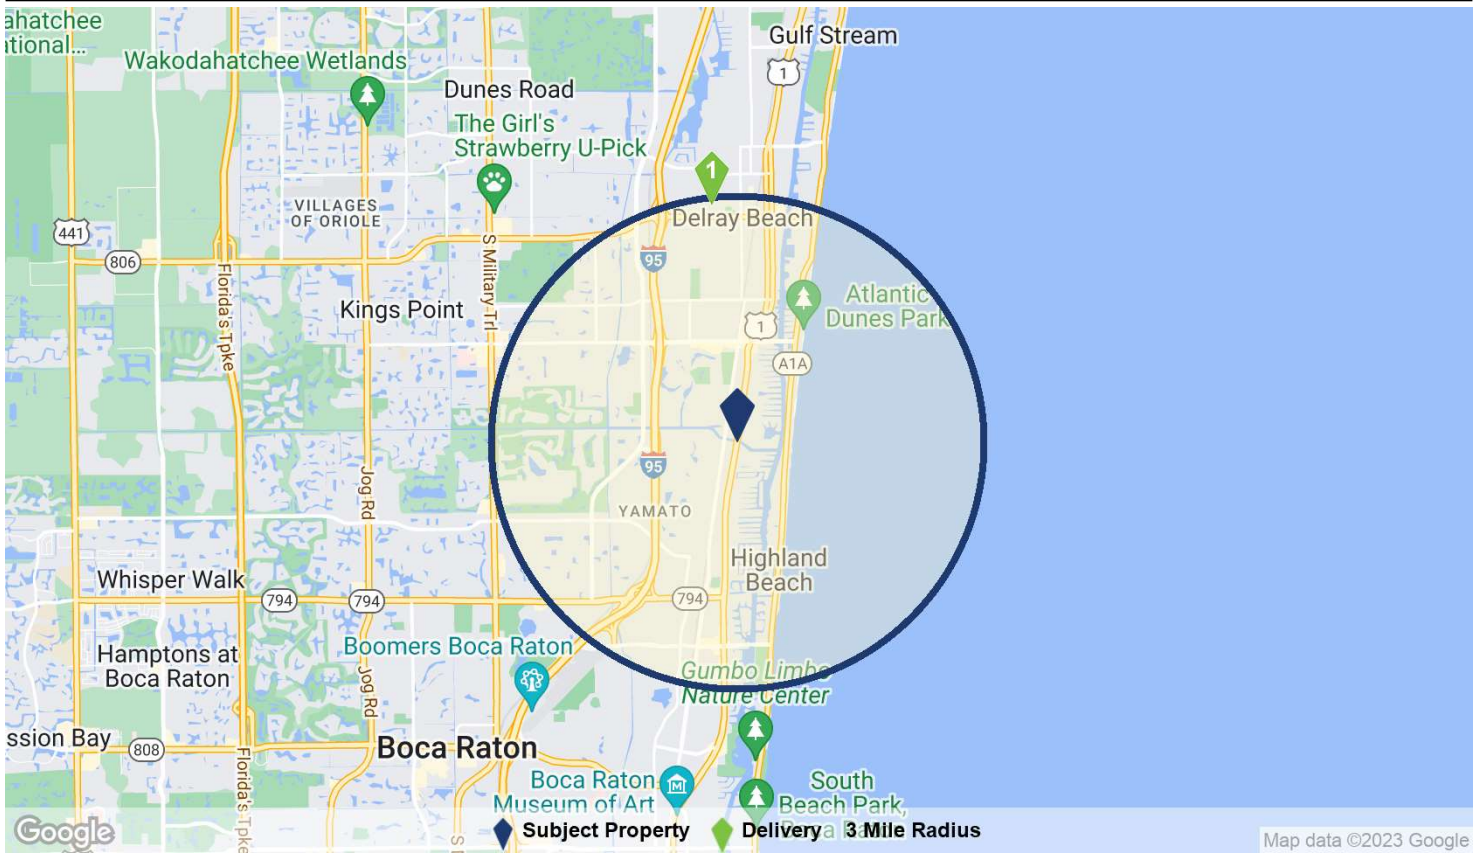 ahatchee
ational...
Gulf Stream
1
Wakodahatchee Wetlands
Dunes Road
The Girl's
Strawberry U-Pick
1
VILLAGES
OF ORIOLE
Delray Beach
441
806
95
Florida's Tpke
S Military Trl
Kings Point
Atlantic
Dunes Park
1
A1A
95
Jog Rd
YAMATO
Highland
Beach
Whisper Walk
794
794
794
Hamptons at
Boca Raton
Boomers Boca Raton
Jog Rd
Gumbo Limbo
Nature Center
ssion Bay
808
Florida's Tpke
Boca Raton
Boca Raton
Museum of Art
South
Beach Park,
S
Google
Subject Property
Delivery
3 Mile Radius
Map data ©2023 Google